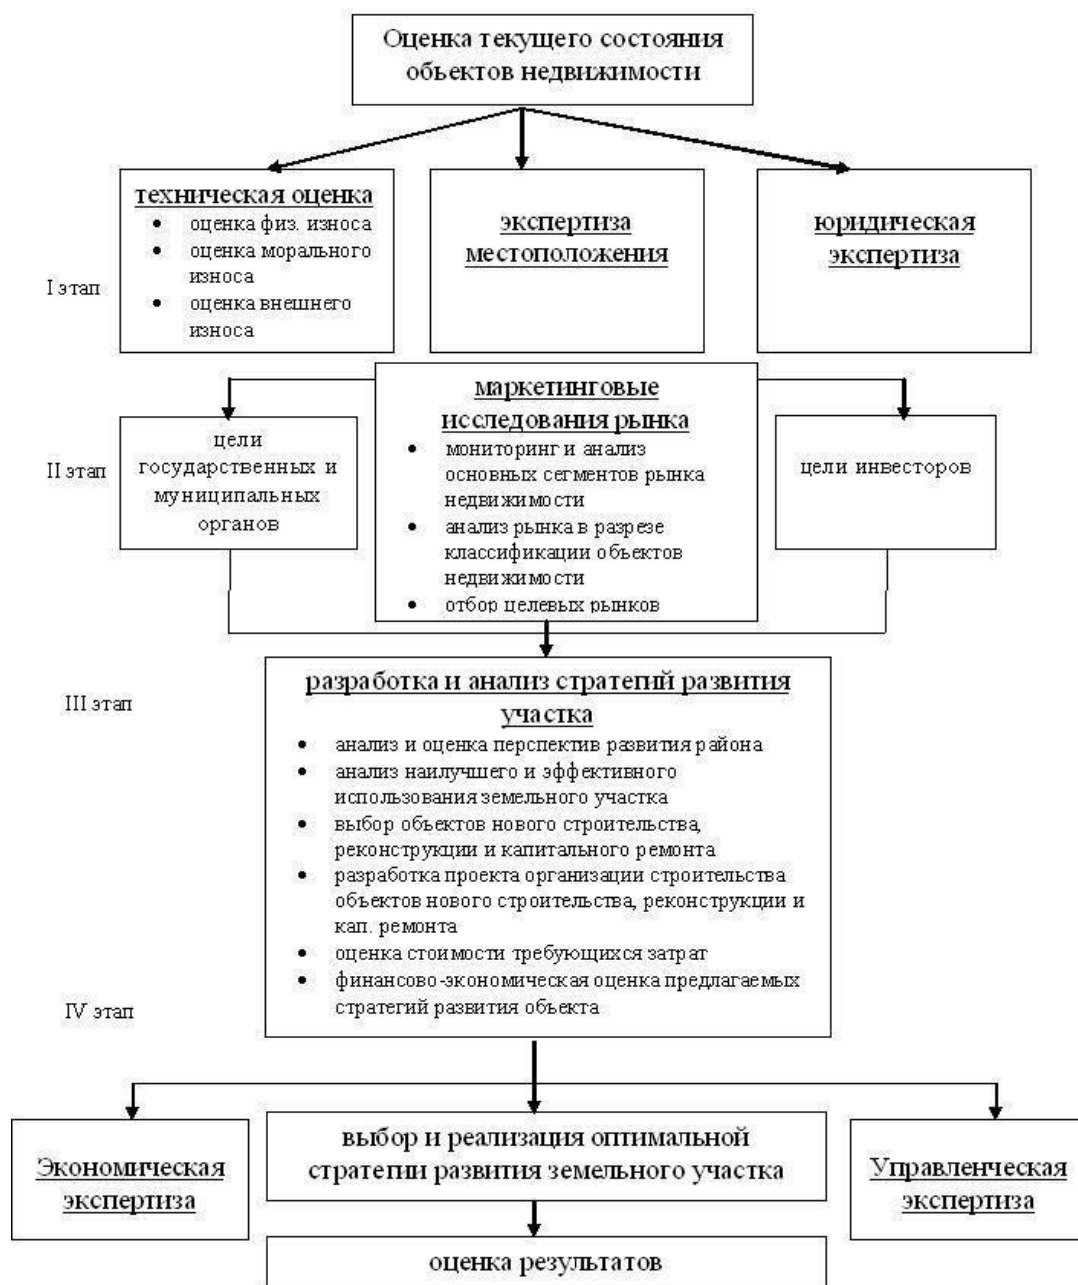 Оценка текущего состояния
объектов недвижимости
техническая оценка
• оценка физ. износа
• оценка морального
износа
• оценка внешнего
износа
экспертиза
местоположения
юридическая
экспертиза
I этап
маркетинговые
исследования рынка
• мониторинг и анализ
основных сегментов рынка
недвижимости
• анализ рынка в разрезе
классификации объектов
недвижимости
• отбор целевых рынков
цели
государственных и
муниципальных
органов
II этап
цели инвесторов
разработка и анализ стратегий развития
участка
• анализ и оценка перспектив развития района
• анализ наилучшего и эффективного
использования земельного участка
• выбор объектов нового строительства,
реконструкции и капитального ремонта
• разработка проекта организации строительства
объектов нового строительства, реконструкции и
кап. ремонта
• оценка стоимости требующихся затрат
• финансово-экономическая оценка предлагаемых
стратегий развития объекта
III этап
IV этап
Экономическая
экспертиза
выбор и реализация оптимальной
стратегии развития земельного участка
Управленческая
экспертиза
оценка результатов